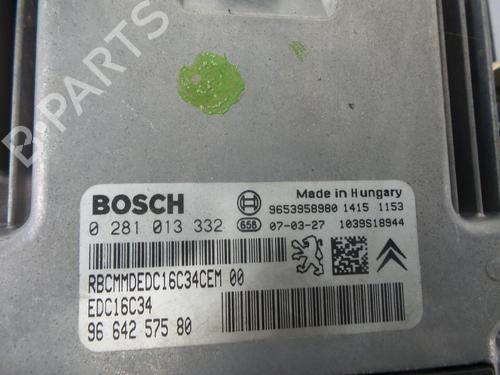 B PARTS
BOSCH
Made in Hungary
9653958980 1415 1153
0 281 013 332 658 07-03-27 1039S18944
RBCMMDEDC16C34CEM 00
EDC16C34
96 642 575 80